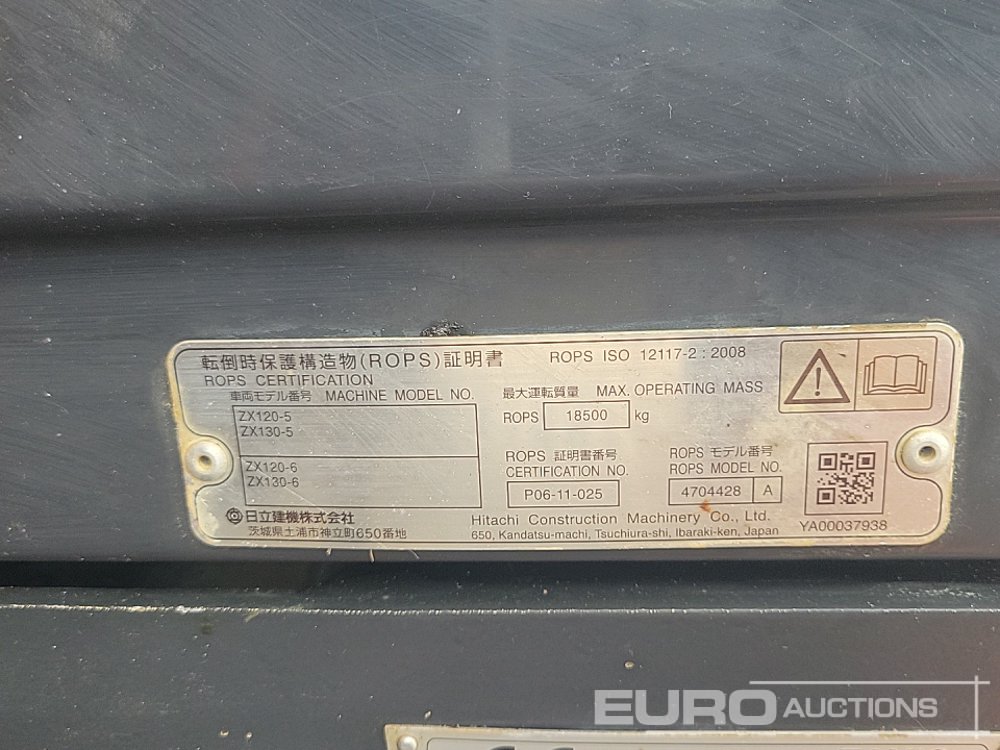 転倒時保護構造物(ROPS)証明書 ROPS ISO 12117-2 : 2008
ROPS CERTIFICATION
車両モデル番号 MACHINE MODEL NO.
ZX120-5
ZX130-5
ZX120-6
ZX130-6
最大運転質量 MAX. OPERATING MASS
ROPS 18500 kg
ROPS 証明書番号
CERTIFICATION NO.
P06-11-025
ROPS モデル番号
ROPS MODEL NO.
4704428 A
YA00037938
日立建機株式会社
茨城県土浦市神立町650番地
Hitachi Construction Machinery Co., Ltd.
650, Kandatsu-machi, Tsuchiura-shi, Ibaraki-ken, Japan
EURO AUCTIONS